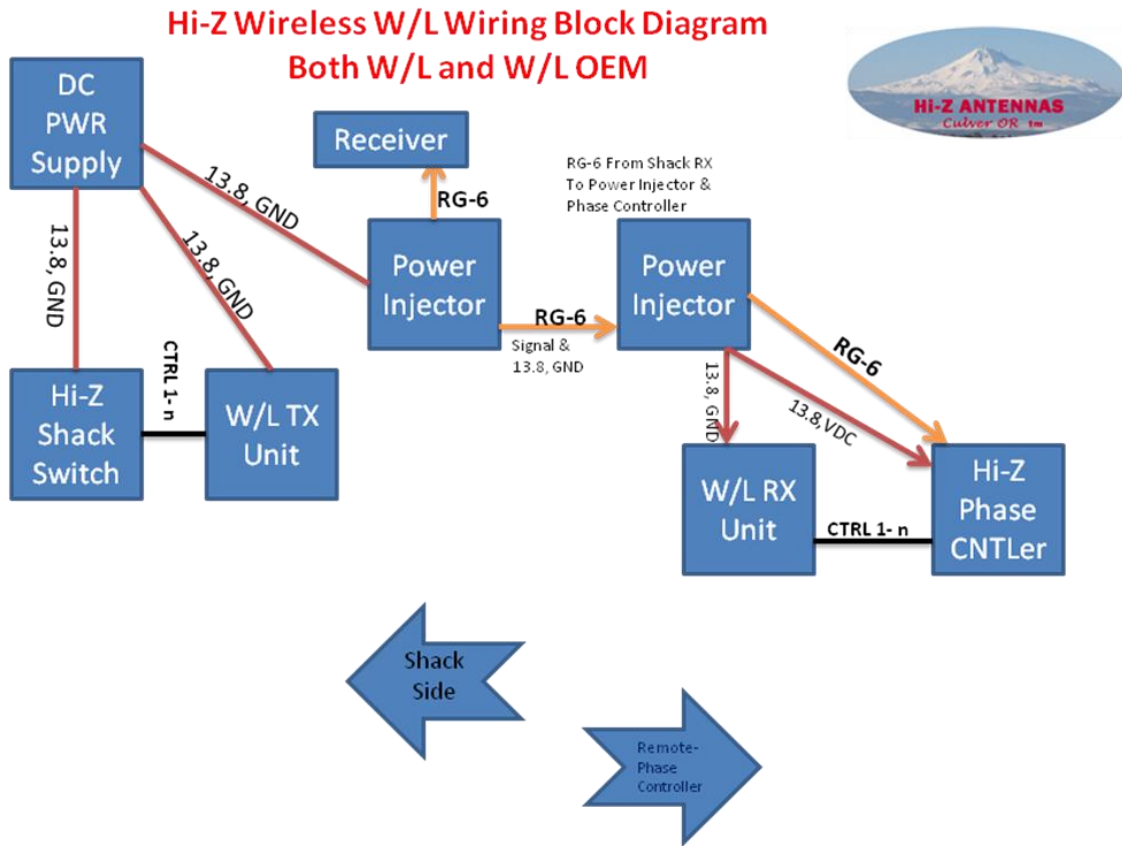 Hi-Z Wireless W/L Wiring Block Diagram
Both W/L and W/L OEM
Hi-Z ANTENNAS
Culver OR tm
DC
PWR
Supply
Receiver
RG-6 From Shack RX
To Power Injector &
Phase Controller
13.8, GND
RG-6
13.8, GND
13.8, GND
Power
Injector
Power
Injector
RG-6
Signal &
13.8, GND
RG-6
13.8, GND
13.8,VDC
CTRL 1- n
Hi-Z
Shack
Switch
W/L TX
Unit
W/L RX
Unit
CTRL 1- n
Hi-Z
Phase
CNTLer
Shack
Side
Remote-
Phase
Controller